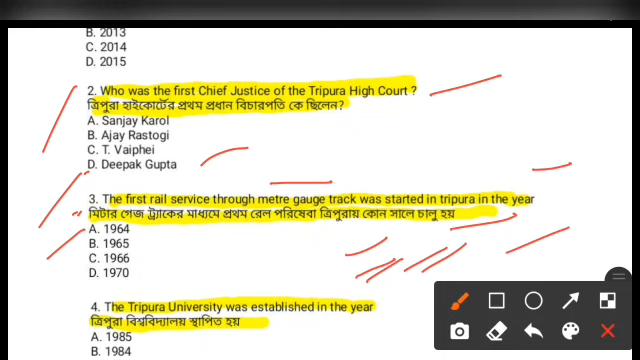 B. 2013
C. 2014
D. 2015
2. Who was the first Chief Justice of the Tripura High Court ?
ত্রিপুরা হাইকোর্টের প্রথম প্রধান বিচারপতি কে ছিলেন?
A. Sanjay Karol
B. Ajay Rastogi
C. T. Vaiphei
D. Deepak Gupta
3. The first rail service through metre gauge track was started in tripura in the year
মিটার গেজ ট্র্যাকের মাধ্যমে প্রথম রেল পরিষেবা ত্রিপুরায় কোন সালে চালু হয়
A. 1964
B. 1965
C. 1966
D. 1970
4. The Tripura University was established in the year
ত্রিপুরা বিশ্ববিদ্যালয় স্থাপিত হয়
A. 1985
B. 1984